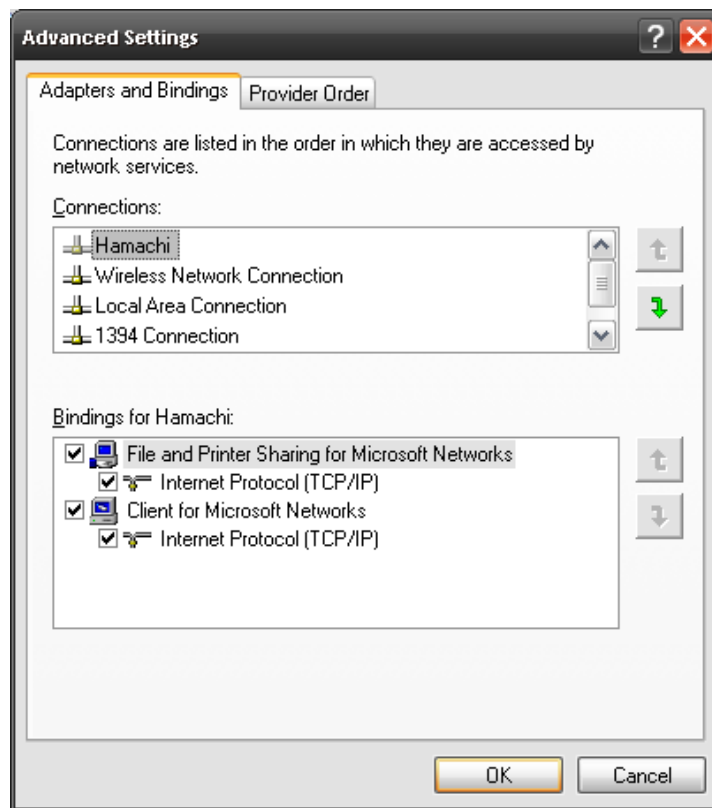 Advanced Settings
Adapters and Bindings
Provider Order
Connections are listed in the order in which they are accessed by
network services.
Connections:
Hamachi
Wireless Network Connection
Local Area Connection
1394 Connection
Bindings for Hamachi:
File and Printer Sharing for Microsoft Networks
Internet Protocol (TCP/IP)
Client for Microsoft Networks
Internet Protocol (TCP/IP)
OK
Cancel